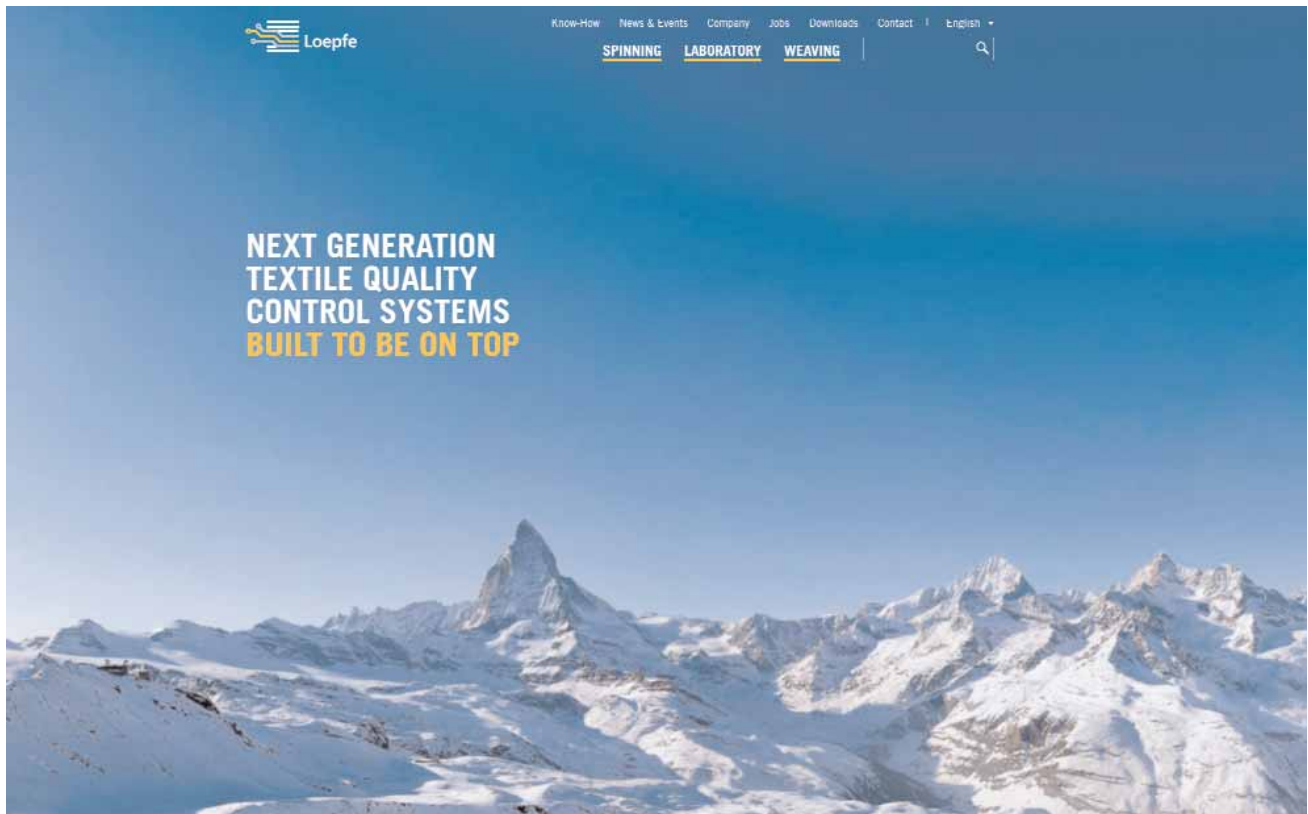 Loepfe
Know-How News & Events Company Jobs Downloads Contact | English
SPINNING LABORATORY WEAVING
NEXT GENERATION
TEXTILE QUALITY
CONTROL SYSTEMS
BUILT TO BE ON TOP